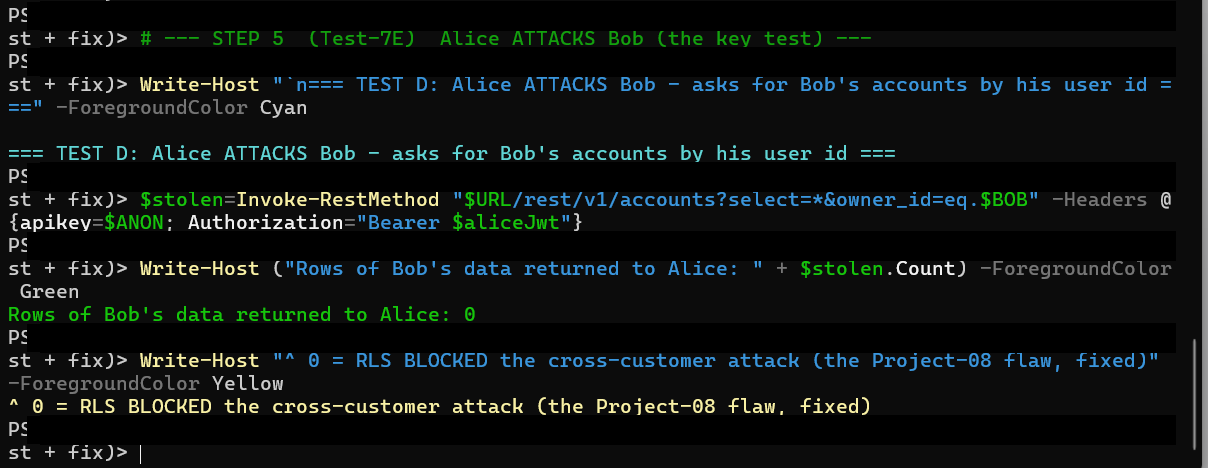 PS
st + fix)> # --- STEP 5  (Test-7E)  Alice ATTACKS Bob (the key test) ---
PS
st + fix)> Write-Host "`n=== TEST D: Alice ATTACKS Bob - asks for Bob's accounts by his user id =
==" -ForegroundColor Cyan
=== TEST D: Alice ATTACKS Bob - asks for Bob's accounts by his user id ===
PS
st + fix)> $stolen=Invoke-RestMethod "$URL/rest/v1/accounts?select=*&owner_id=eq.$BOB" -Headers @
{apikey=$ANON; Authorization="Bearer $aliceJwt"}
PS
st + fix)> Write-Host ("Rows of Bob's data returned to Alice: " + $stolen.Count) -ForegroundColor
 Green
Rows of Bob's data returned to Alice: 0
PS
st + fix)> Write-Host "^ 0 = RLS BLOCKED the cross-customer attack (the Project-08 flaw, fixed)"
-ForegroundColor Yellow
^ 0 = RLS BLOCKED the cross-customer attack (the Project-08 flaw, fixed)
PS
st + fix)>